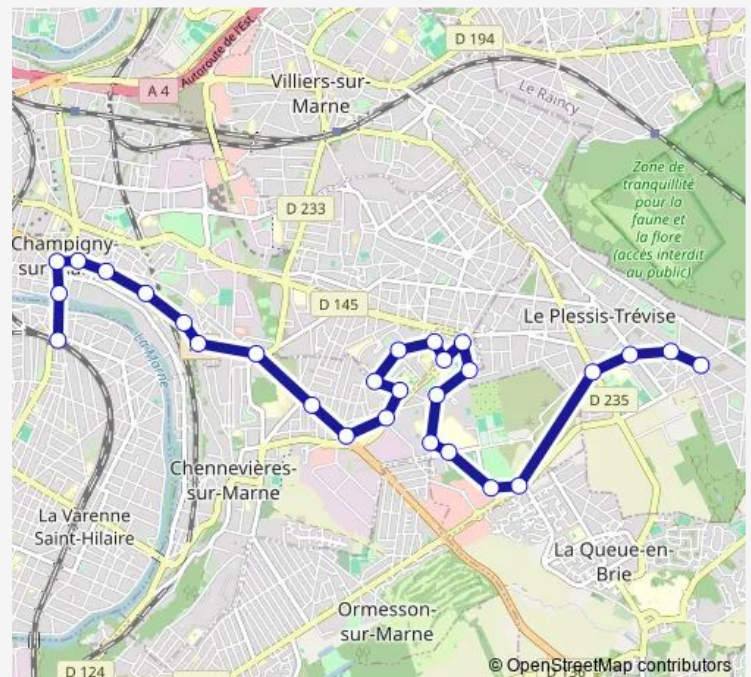 D 194
Autoroute de l'Est
A 4
Villiers-sur-
Marne
Le Raincy
Zone de
tranquillité
pour la
faune et
la flore
(accès interdit
au public)
D 233
Champigny-
D 145
Le Plessis-Trévise
La Marne
D 235
Chennevières-
sur-Marne
La Varenne
Saint-Hilaire
La Queue-en-
Brie
Ormesson-
sur-Marne
D 124
© OpenStreetMap contributors